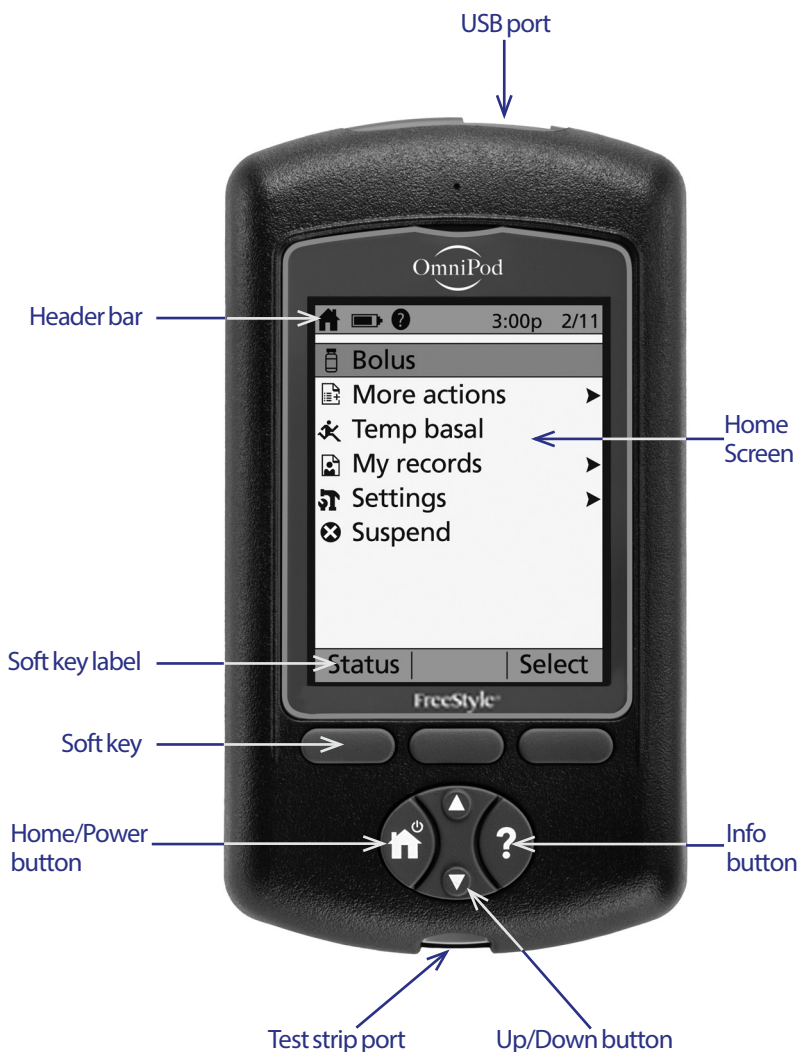 USB port
OmniPod
Header bar
? 3:00p 2/11
Bolus
More actions
Temp basal
Home
Screen
My records
Settings
Suspend
Soft key label
Status Select
FreeStyle®
Soft key
Home/Power
button
?
Info
button
Test strip port
Up/Down button